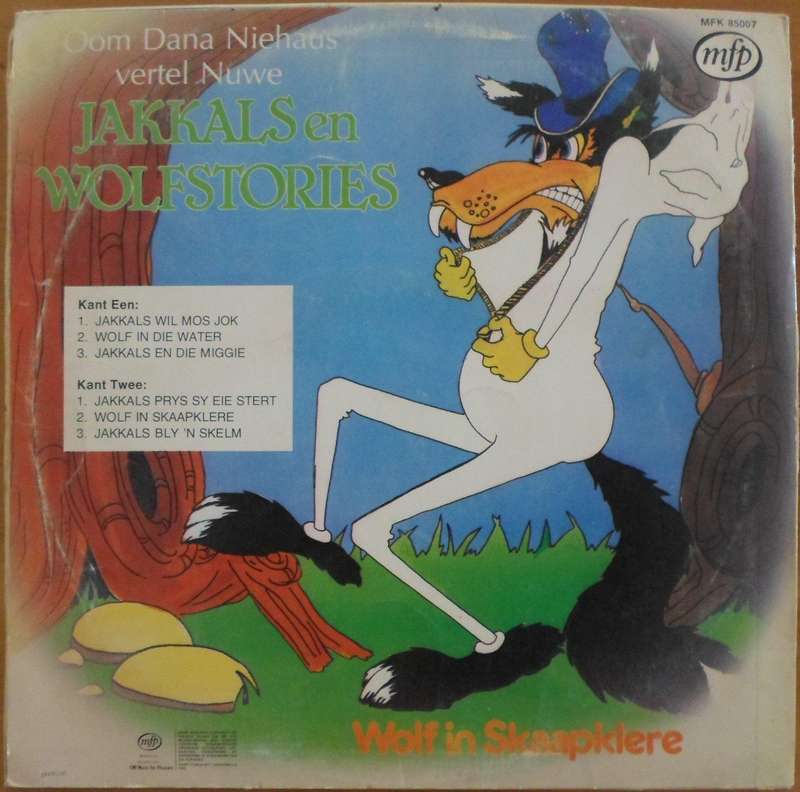 MFK 85007
mfp
Oom Dana Niehaus
vertel Nuwe
JAKKALS en
WOLFSTORIES
Kant Een:
1. JAKKALS WIL MOS JOK
2. WOLF IN DIE WATER
3. JAKKALS EN DIE MIGGIE
Kant Twee:
1. JAKKALS PRYS SY EIE STERT
2. WOLF IN SKAAPKLERE
3. JAKKALS BLY 'N SKELM
Wolf in Skaapklere
mfp